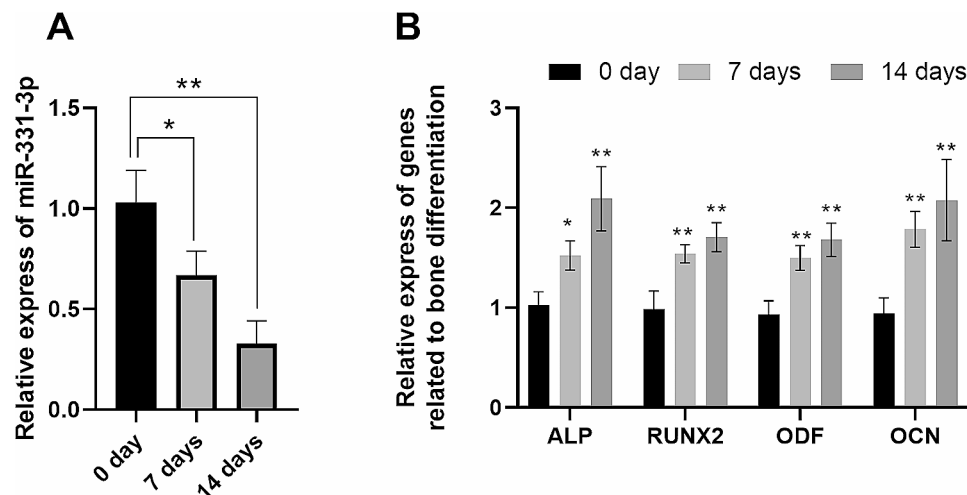 A
Relative express of miR-331-3p
1.5
1.0
0.5
0.0
**
*
0 day
7 days
14 days
B
0 day 7 days 14 days
Relative express of genes
related to bone differentiation
3
2
1
0
* **
** **
** **
** **
ALP RUNX2 ODF OCN